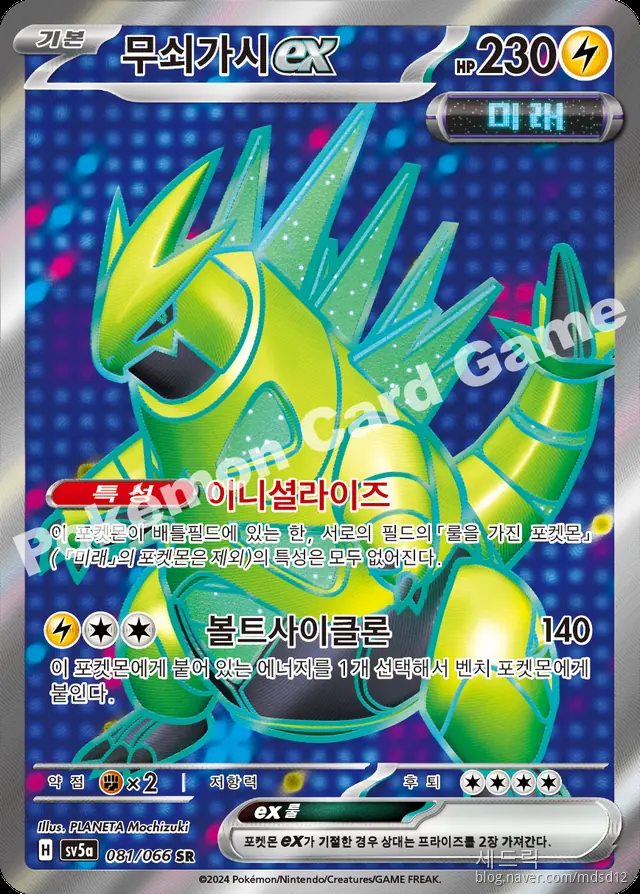 기본 무쇠가시ex HP 230
미래
Pokémon Card Game
특성 이니셜라이즈
이 포켓몬이 배틀필드에 있는 한, 서로의 필드의 「룰을 가진 포켓몬」
( 「미래」의 포켓몬은 제외)의 특성은 모두 없어진다.
볼트사이클론 140
이 포켓몬에게 붙어 있는 에너지를 1개 선택해서 벤치 포켓몬에게
붙인다.
약점 ×2 저항력 후퇴
ex 룰
포켓몬 ex가 기절한 경우 상대는 프라이즈를 2장 가져간다.
Illus. PLANETA Mochizuki
H sv5a 081/066 SR
©2024 Pokémon/Nintendo/Creatures/GAME FREAK.
세드릭
blog.naver.com/mdsd12